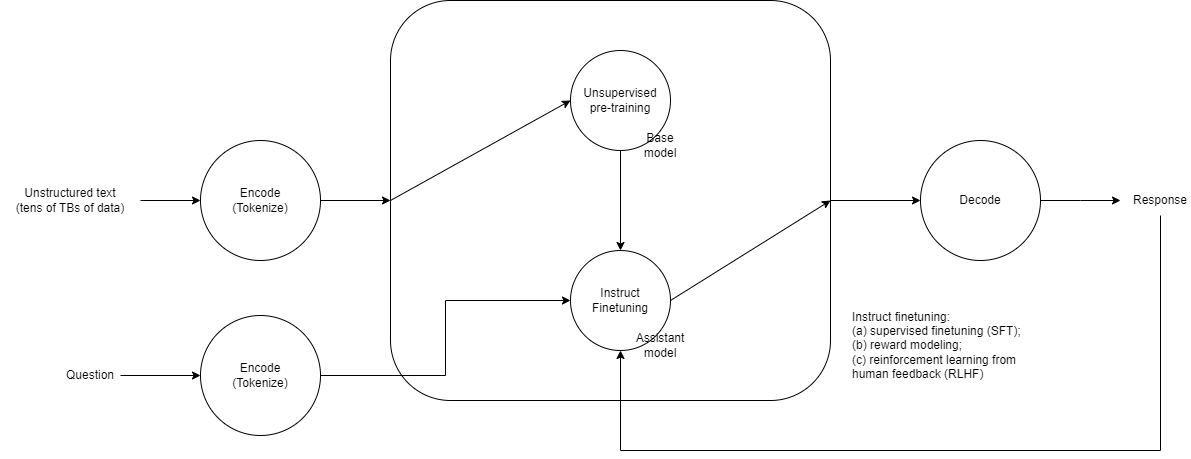 Unsupervised
pre-training
Base
model
Unstructured text
(tens of TBs of data)
Encode
(Tokenize)
Decode
Response
Instruct
Finetuning
Assistant
model
Question
Encode
(Tokenize)
Instruct finetuning:
(a) supervised finetuning (SFT);
(b) reward modeling;
(c) reinforcement learning from
human feedback (RLHF)